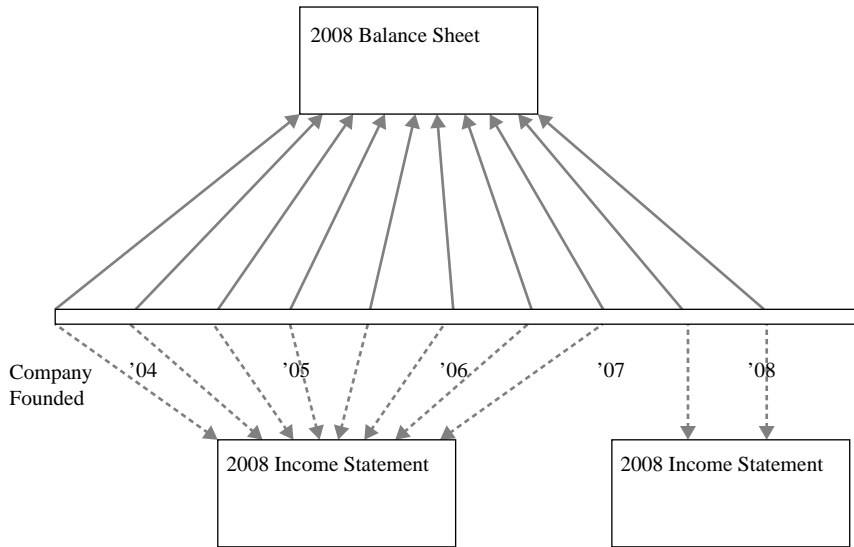 2008 Balance Sheet
Company
Founded
’04
’05
’06
’07
’08
2008 Income Statement
2008 Income Statement